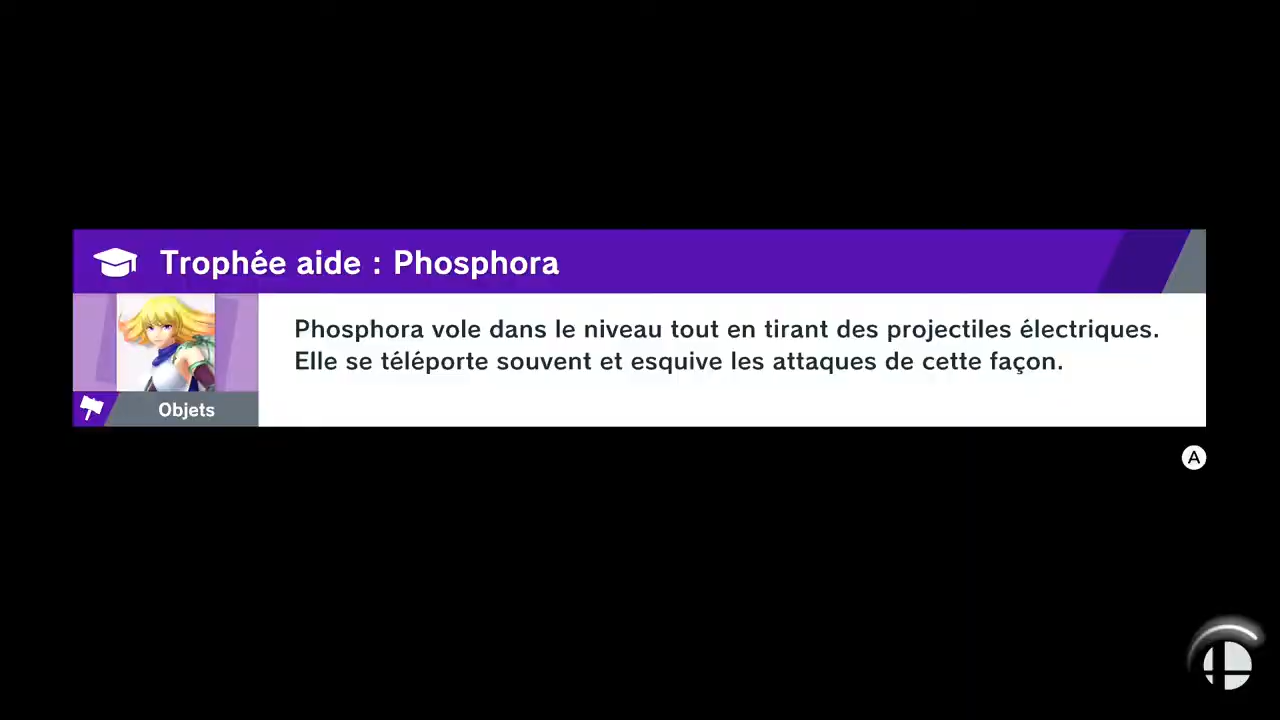 Trophée aide : Phosphora
Phosphora vole dans le niveau tout en tirant des projectiles électriques.
Elle se téléporte souvent et esquive les attaques de cette façon.
Objets
A